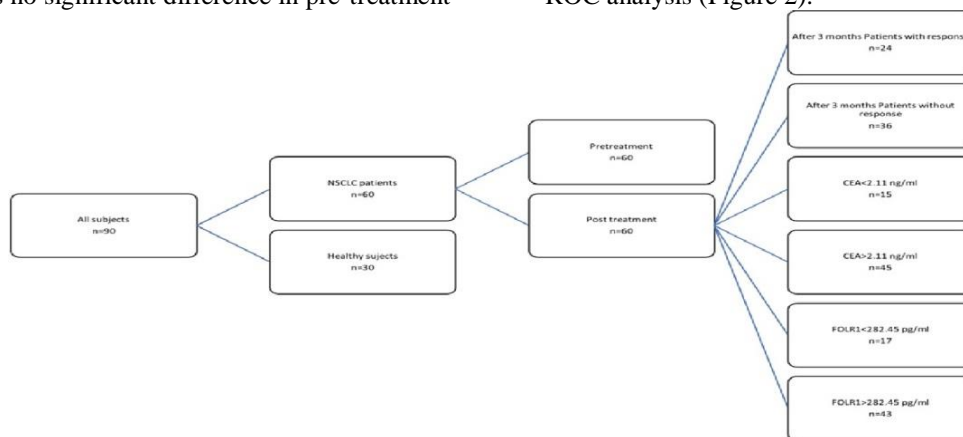 s no significant difference in pre-treatment
ROC analysis (Figure 2).
All subjects
n=90
NSCLC patients
n=60
Healthy sujects
n=30
Pretreatment
n=60
Post treatment
n=60
After 3 months Patients with respons
n=24
After 3 months Patients without
response
n=36
CEA<2.11 ng/ml
n=15
CEA>2.11 ng/ml
n=45
FOLR1<282.45 pg/ml
n=17
FOLR1>282.45 pg/ml
n=43